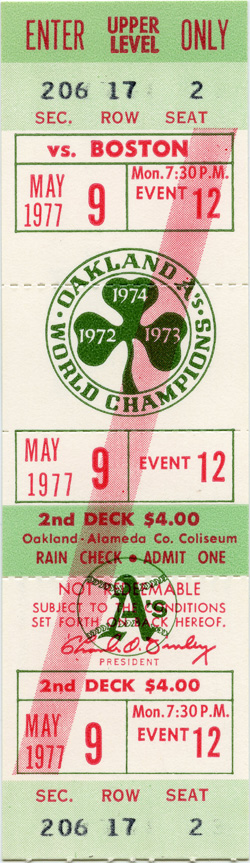 ENTER UPPER LEVEL ONLY
206 17 2
SEC. ROW SEAT
vs. BOSTON
MAY 1977 9
Mon. 7:30 P.M.
EVENT 12
OAKLAND A's
1974
1972 1973
WORLD CHAMPIONS
MAY 1977 9 EVENT 12
2nd DECK $4.00
Oakland-Alameda Co. Coliseum
RAIN CHECK • ADMIT ONE
NOT REDEEMABLE
SUBJECT TO THE CONDITIONS
SET FORTH ON BACK HEREOF.
A's
Charles O. Finley
PRESIDENT
2nd DECK $4.00
MAY 1977 9
Mon. 7:30 P.M.
EVENT 12
SEC. ROW SEAT
206 17 2